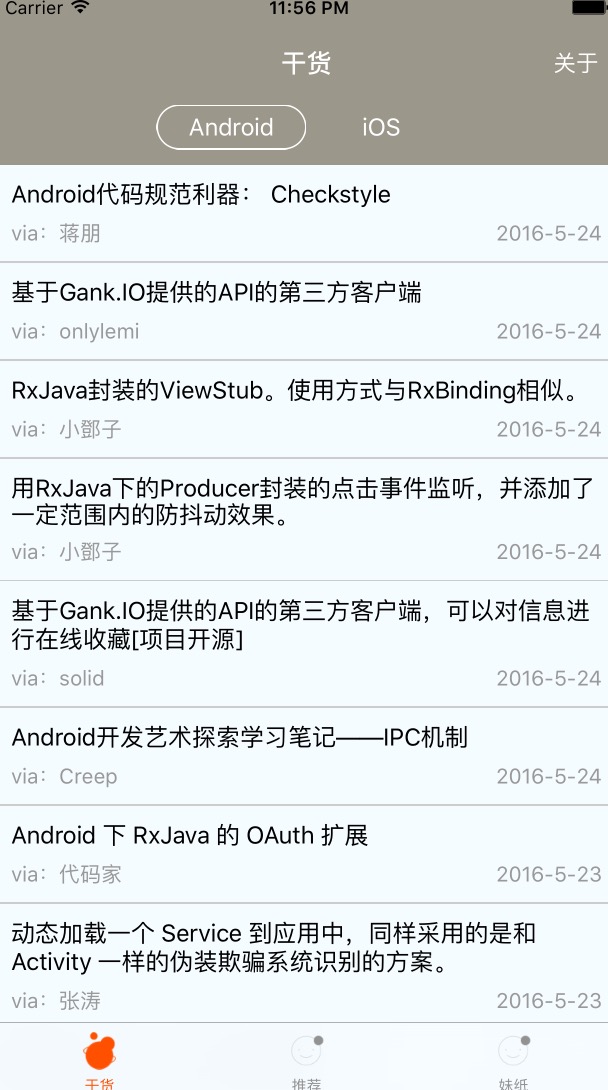 Carrier 11:56 PM
干货 关于
Android iOS
Android代码规范利器： Checkstyle
via：蒋朋 2016-5-24
基于Gank.IO提供的API的第三方客户端
via：onlylemi 2016-5-24
RxJava封装的ViewStub。使用方式与RxBinding相似。
via：小鄧子 2016-5-24
用RxJava下的Producer封装的点击事件监听，并添加了
一定范围内的防抖动效果。
via：小鄧子 2016-5-24
基于Gank.IO提供的API的第三方客户端，可以对信息进
行在线收藏[项目开源]
via：solid 2016-5-24
Android开发艺术探索学习笔记——IPC机制
via：Creep 2016-5-24
Android 下 RxJava 的 OAuth 扩展
via：代码家 2016-5-23
动态加载一个 Service 到应用中，同样采用的是和
Activity 一样的伪装欺骗系统识别的方案。
via：张涛 2016-5-23
干货 推荐 妹纸